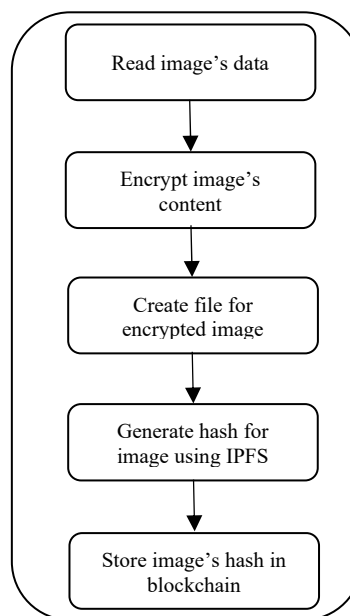 Read image’s data
Encrypt image’s
content
Create file for
encrypted image
Generate hash for
image using IPFS
Store image’s hash in
blockchain